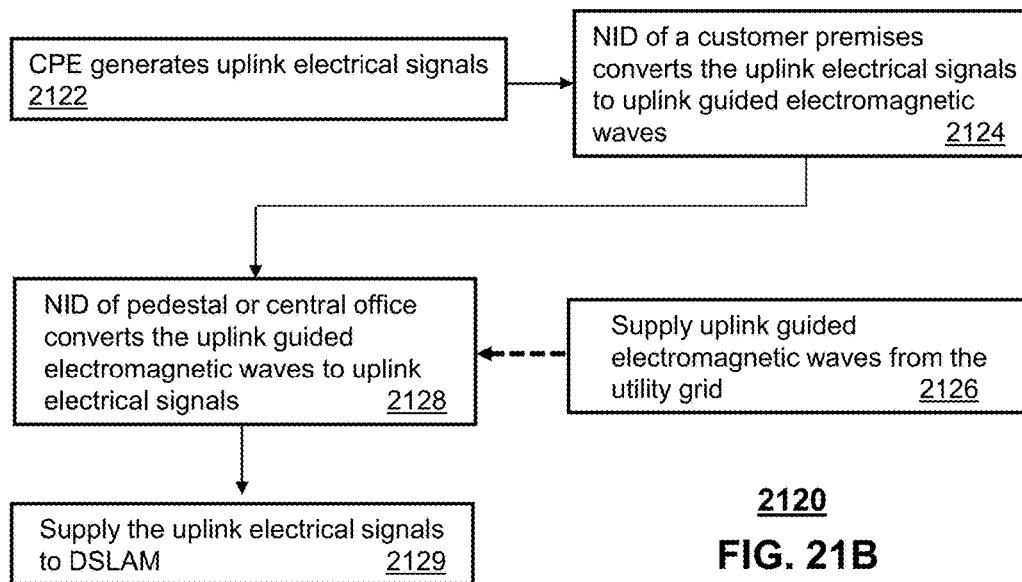 CPE generates uplink electrical signals
2122
NID of a customer premises
converts the uplink electrical signals
to uplink guided electromagnetic
waves 2124
NID of pedestal or central office
converts the uplink guided
electromagnetic waves to uplink
electrical signals 2128
Supply uplink guided
electromagnetic waves from the
utility grid 2126
Supply the uplink electrical signals
to DSLAM 2129
2120
FIG. 21B